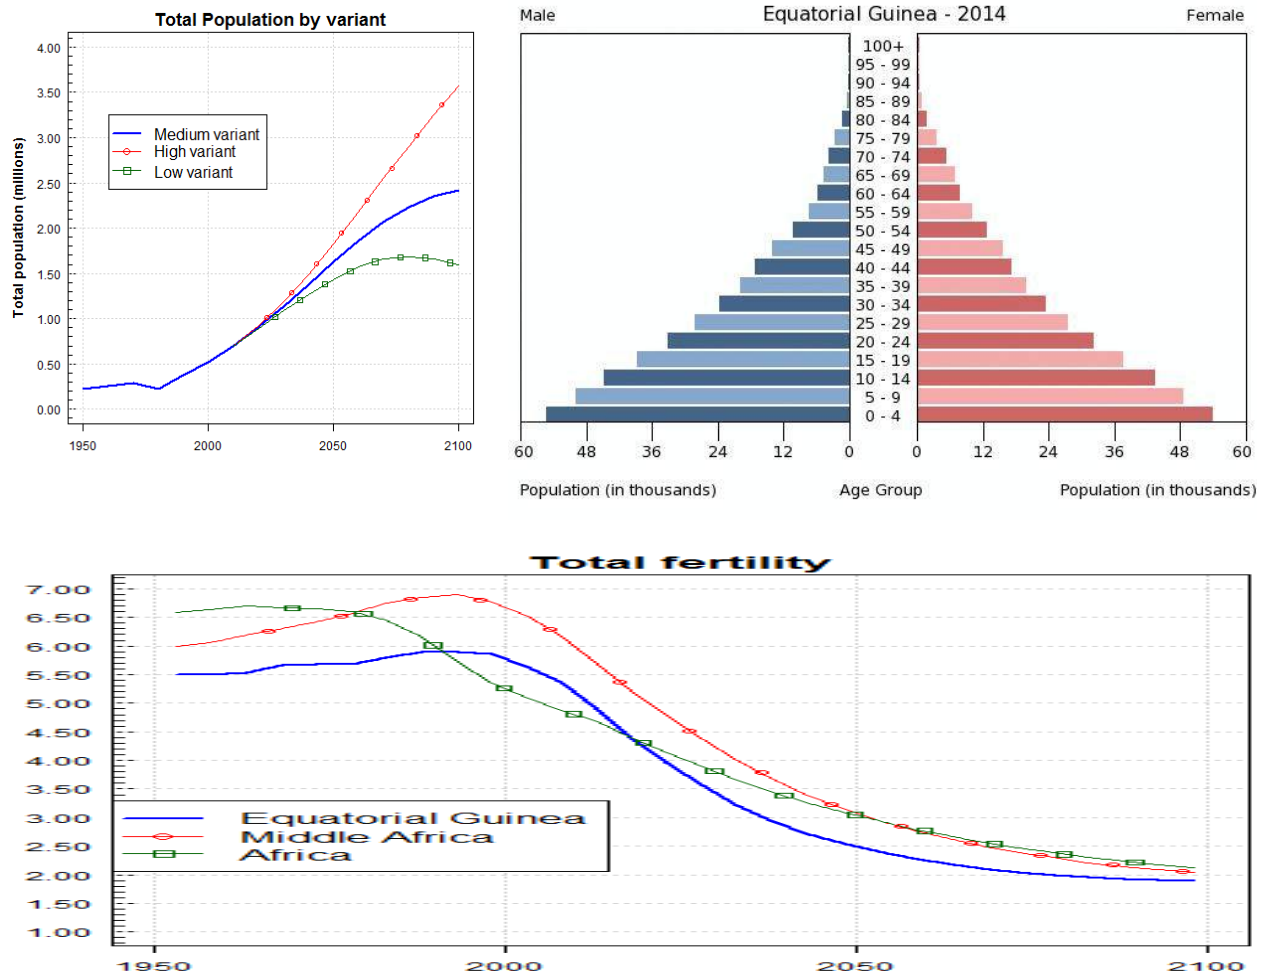 Total Population by variant
Total population (millions)
4.00
3.50
3.00
2.50
2.00
1.50
1.00
0.50
0.00
Medium variant
High variant
Low variant
1950 2000 2050 2100
Male Equatorial Guinea - 2014 Female
100+
95 - 99
90 - 94
85 - 89
80 - 84
75 - 79
70 - 74
65 - 69
60 - 64
55 - 59
50 - 54
45 - 49
40 - 44
35 - 39
30 - 34
25 - 29
20 - 24
15 - 19
10 - 14
5 - 9
0 - 4
60 48 36 24 12 0 0 12 24 36 48 60
Population (in thousands) Age Group Population (in thousands)
Total fertility
7.00
6.50
6.00
5.50
5.00
4.50
4.00
3.50
3.00
2.50
2.00
1.50
1.00
Equatorial Guinea
Middle Africa
Africa
1950 2000 2050 2100